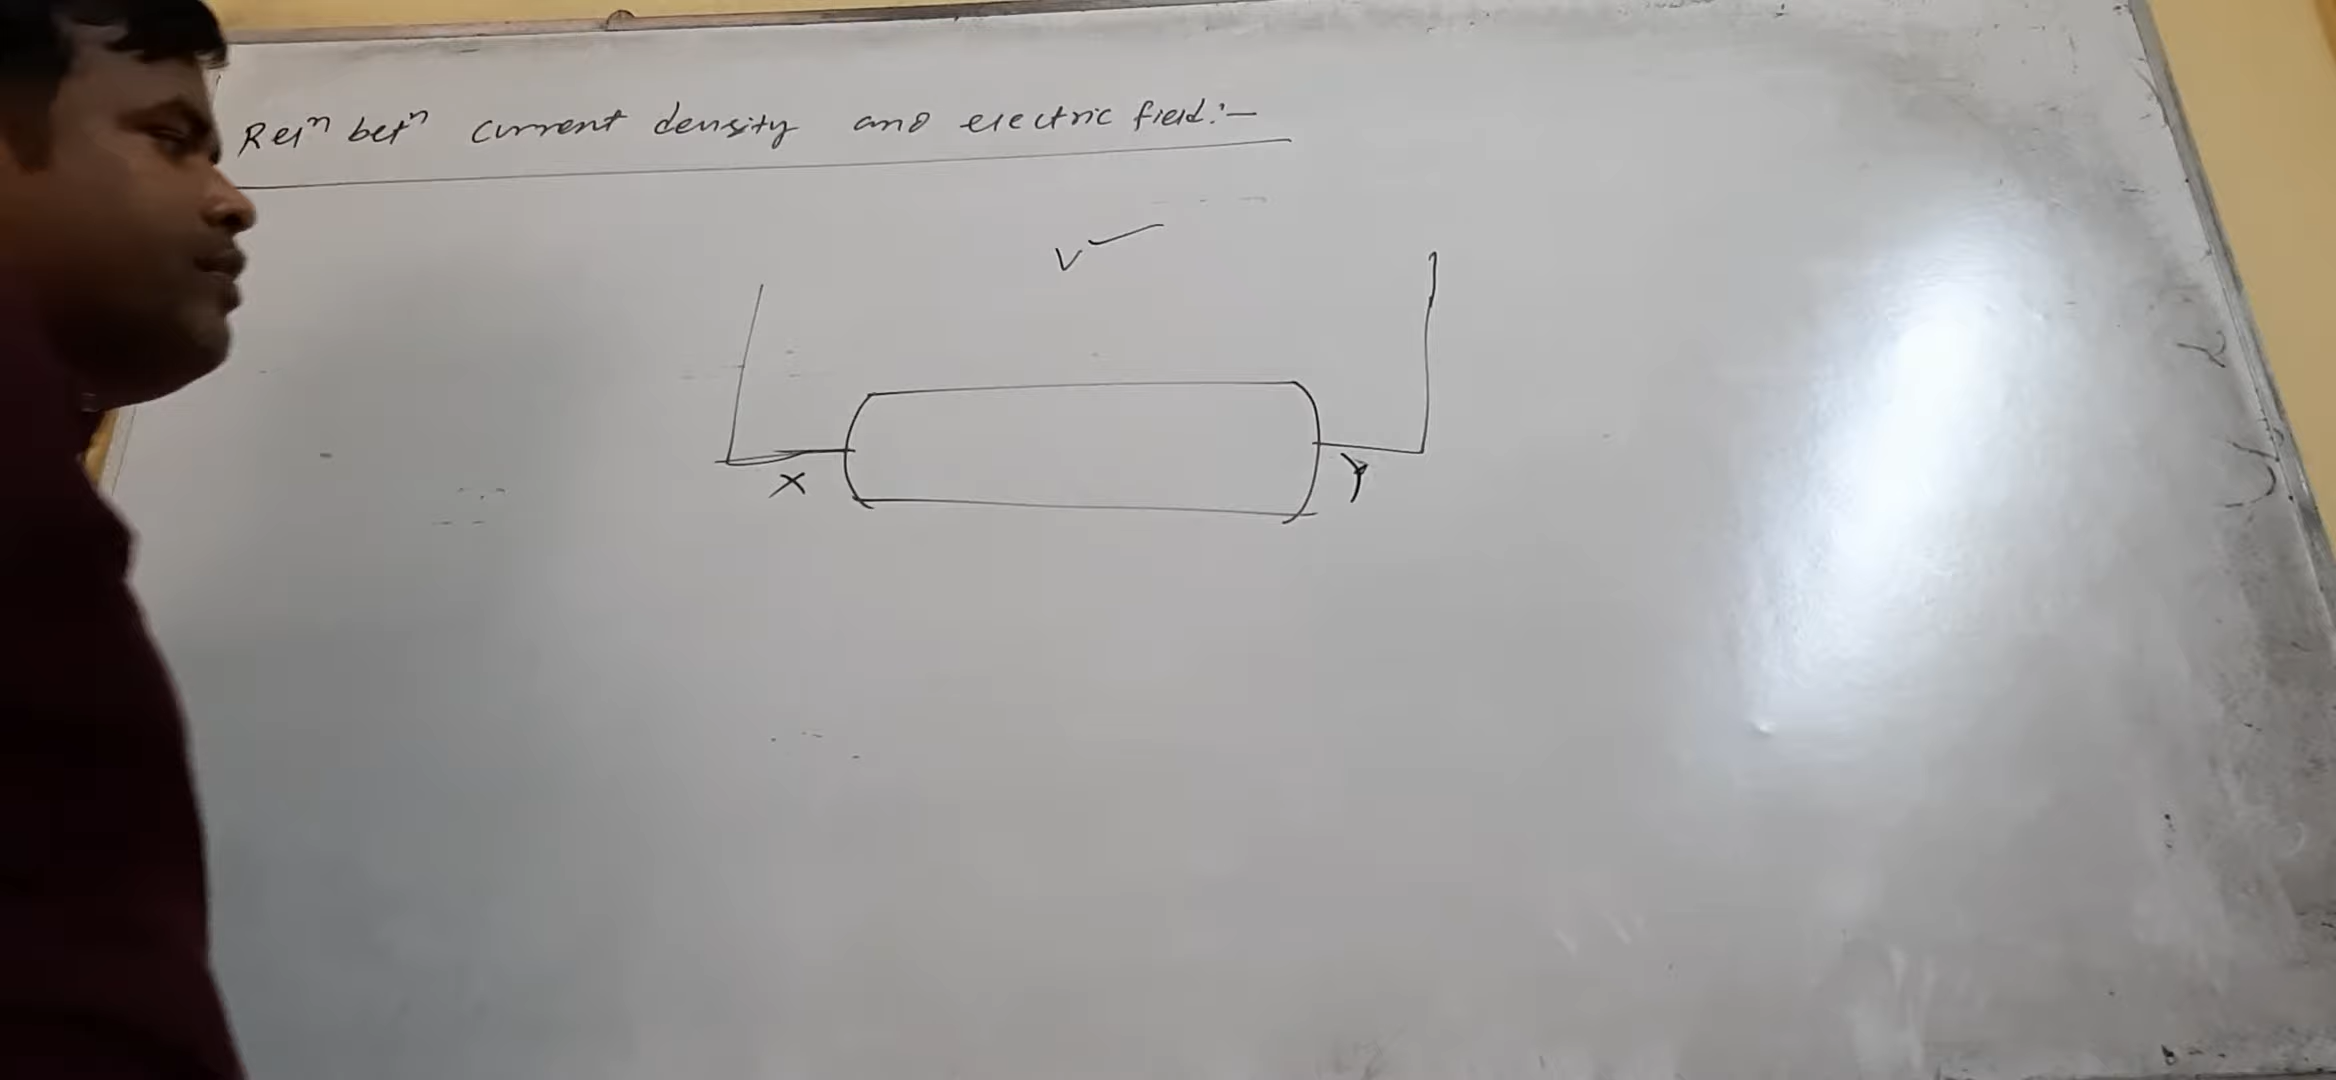 Relⁿ betⁿ current density and electric field:—
V
X Y